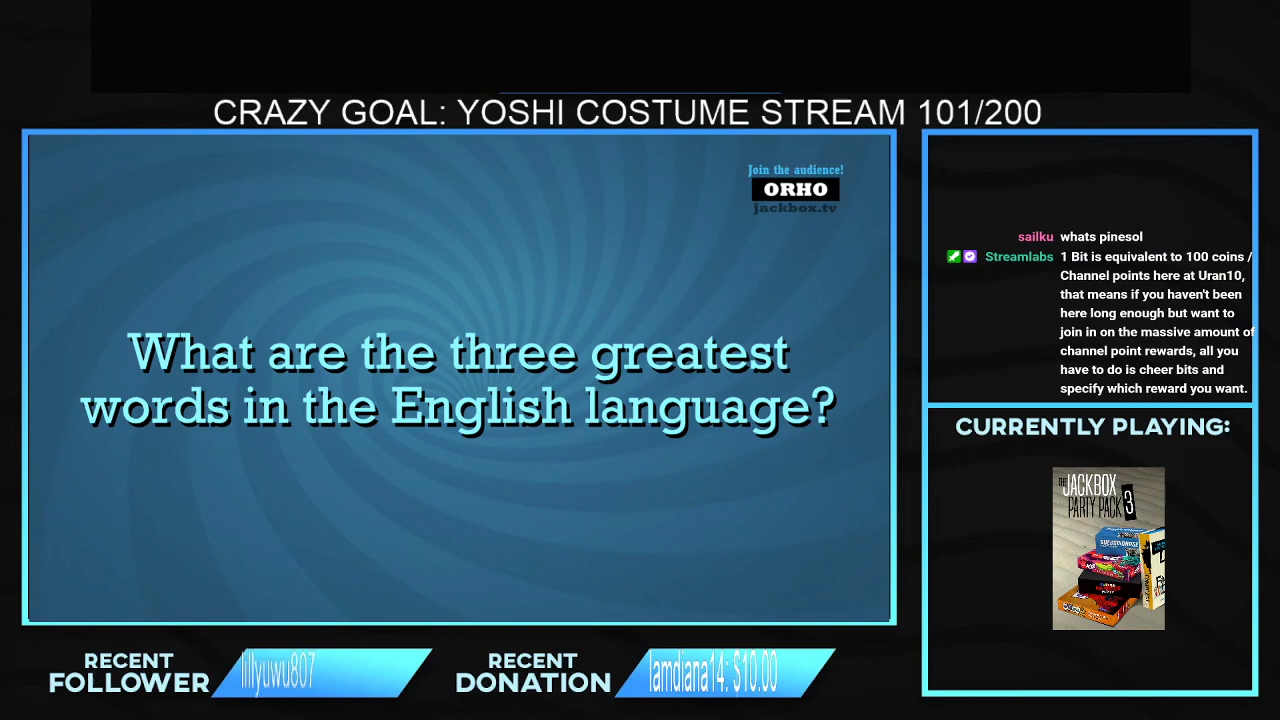 CRAZY GOAL: YOSHI COSTUME STREAM 101/200
Join the audience!
ORHO
jackbox.tv
What are the three greatest
words in the English language?
sailku whats pinesol
Streamlabs 1 Bit is equivalent to 100 coins /
Channel points here at Uran10,
that means if you haven't been
here long enough but want to
join in on the massive amount of
channel point rewards, all you
have to do is cheer bits and
specify which reward you want.
CURRENTLY PLAYING:
THE
JACKBOX
PARTY PACK 3
RECENT
FOLLOWER
lillyuwu807
RECENT
DONATION
lamdiana14: $10.00